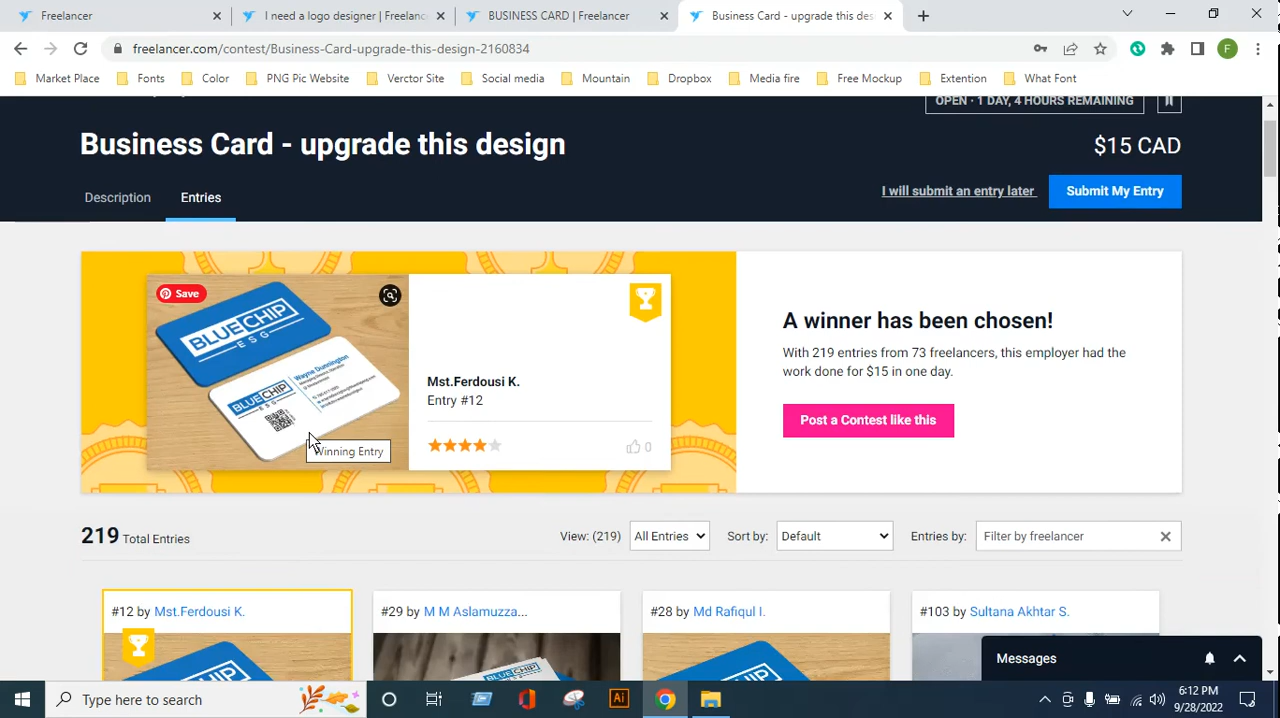 Freelancer
I need a logo designer | Freelanc
BUSINESS CARD | Freelancer
Business Card - upgrade this des
freelancer.com/contest/Business-Card-upgrade-this-design-2160834
F
Market Place
Fonts
Color
PNG Pic Website
Verctor Site
Social media
Mountain
Dropbox
Media fire
Free Mockup
Extention
What Font
OPEN · 1 DAY, 4 HOURS REMAINING
Business Card - upgrade this design
$15 CAD
Description
Entries
I will submit an entry later
Submit My Entry
Save
BLUECHIP
ESG
Wayne Dunnington
BLUECHIP
ESG
Winning Entry
Mst.Ferdousi K.
Entry #12
0
A winner has been chosen!
With 219 entries from 73 freelancers, this employer had the
work done for $15 in one day.
Post a Contest like this
219 Total Entries
View: (219)
All Entries
Sort by:
Default
Entries by:
Filter by freelancer
#12 by Mst.Ferdousi K.
#29 by M M Aslamuzza...
#28 by Md Rafiqul I.
#103 by Sultana Akhtar S.
Messages
Type here to search
Ai
6:12 PM
9/28/2022